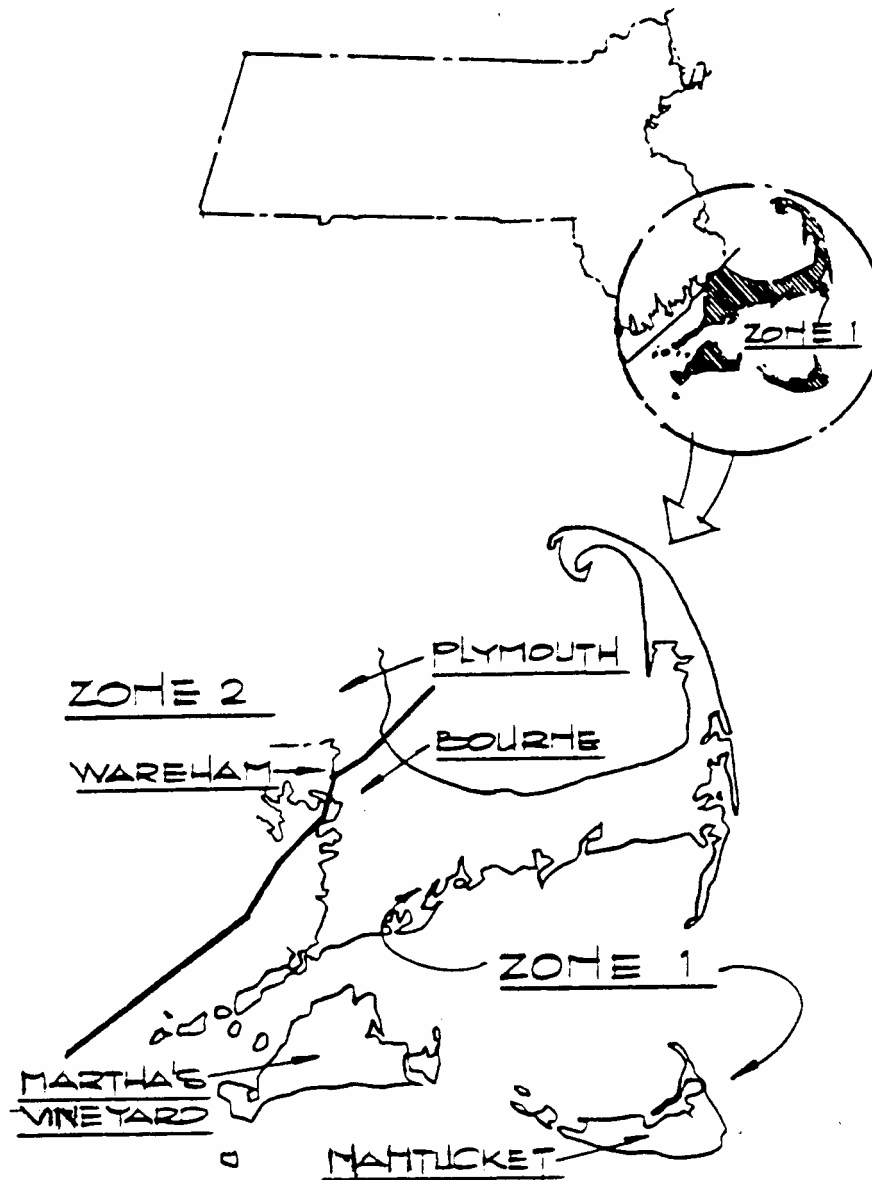 ZONE 1
PLYMOUTH
ZONE 2
BOURNE
WAREHAM
ZONE 1
MARTHA'S
VINEYARD
NANTUCKET